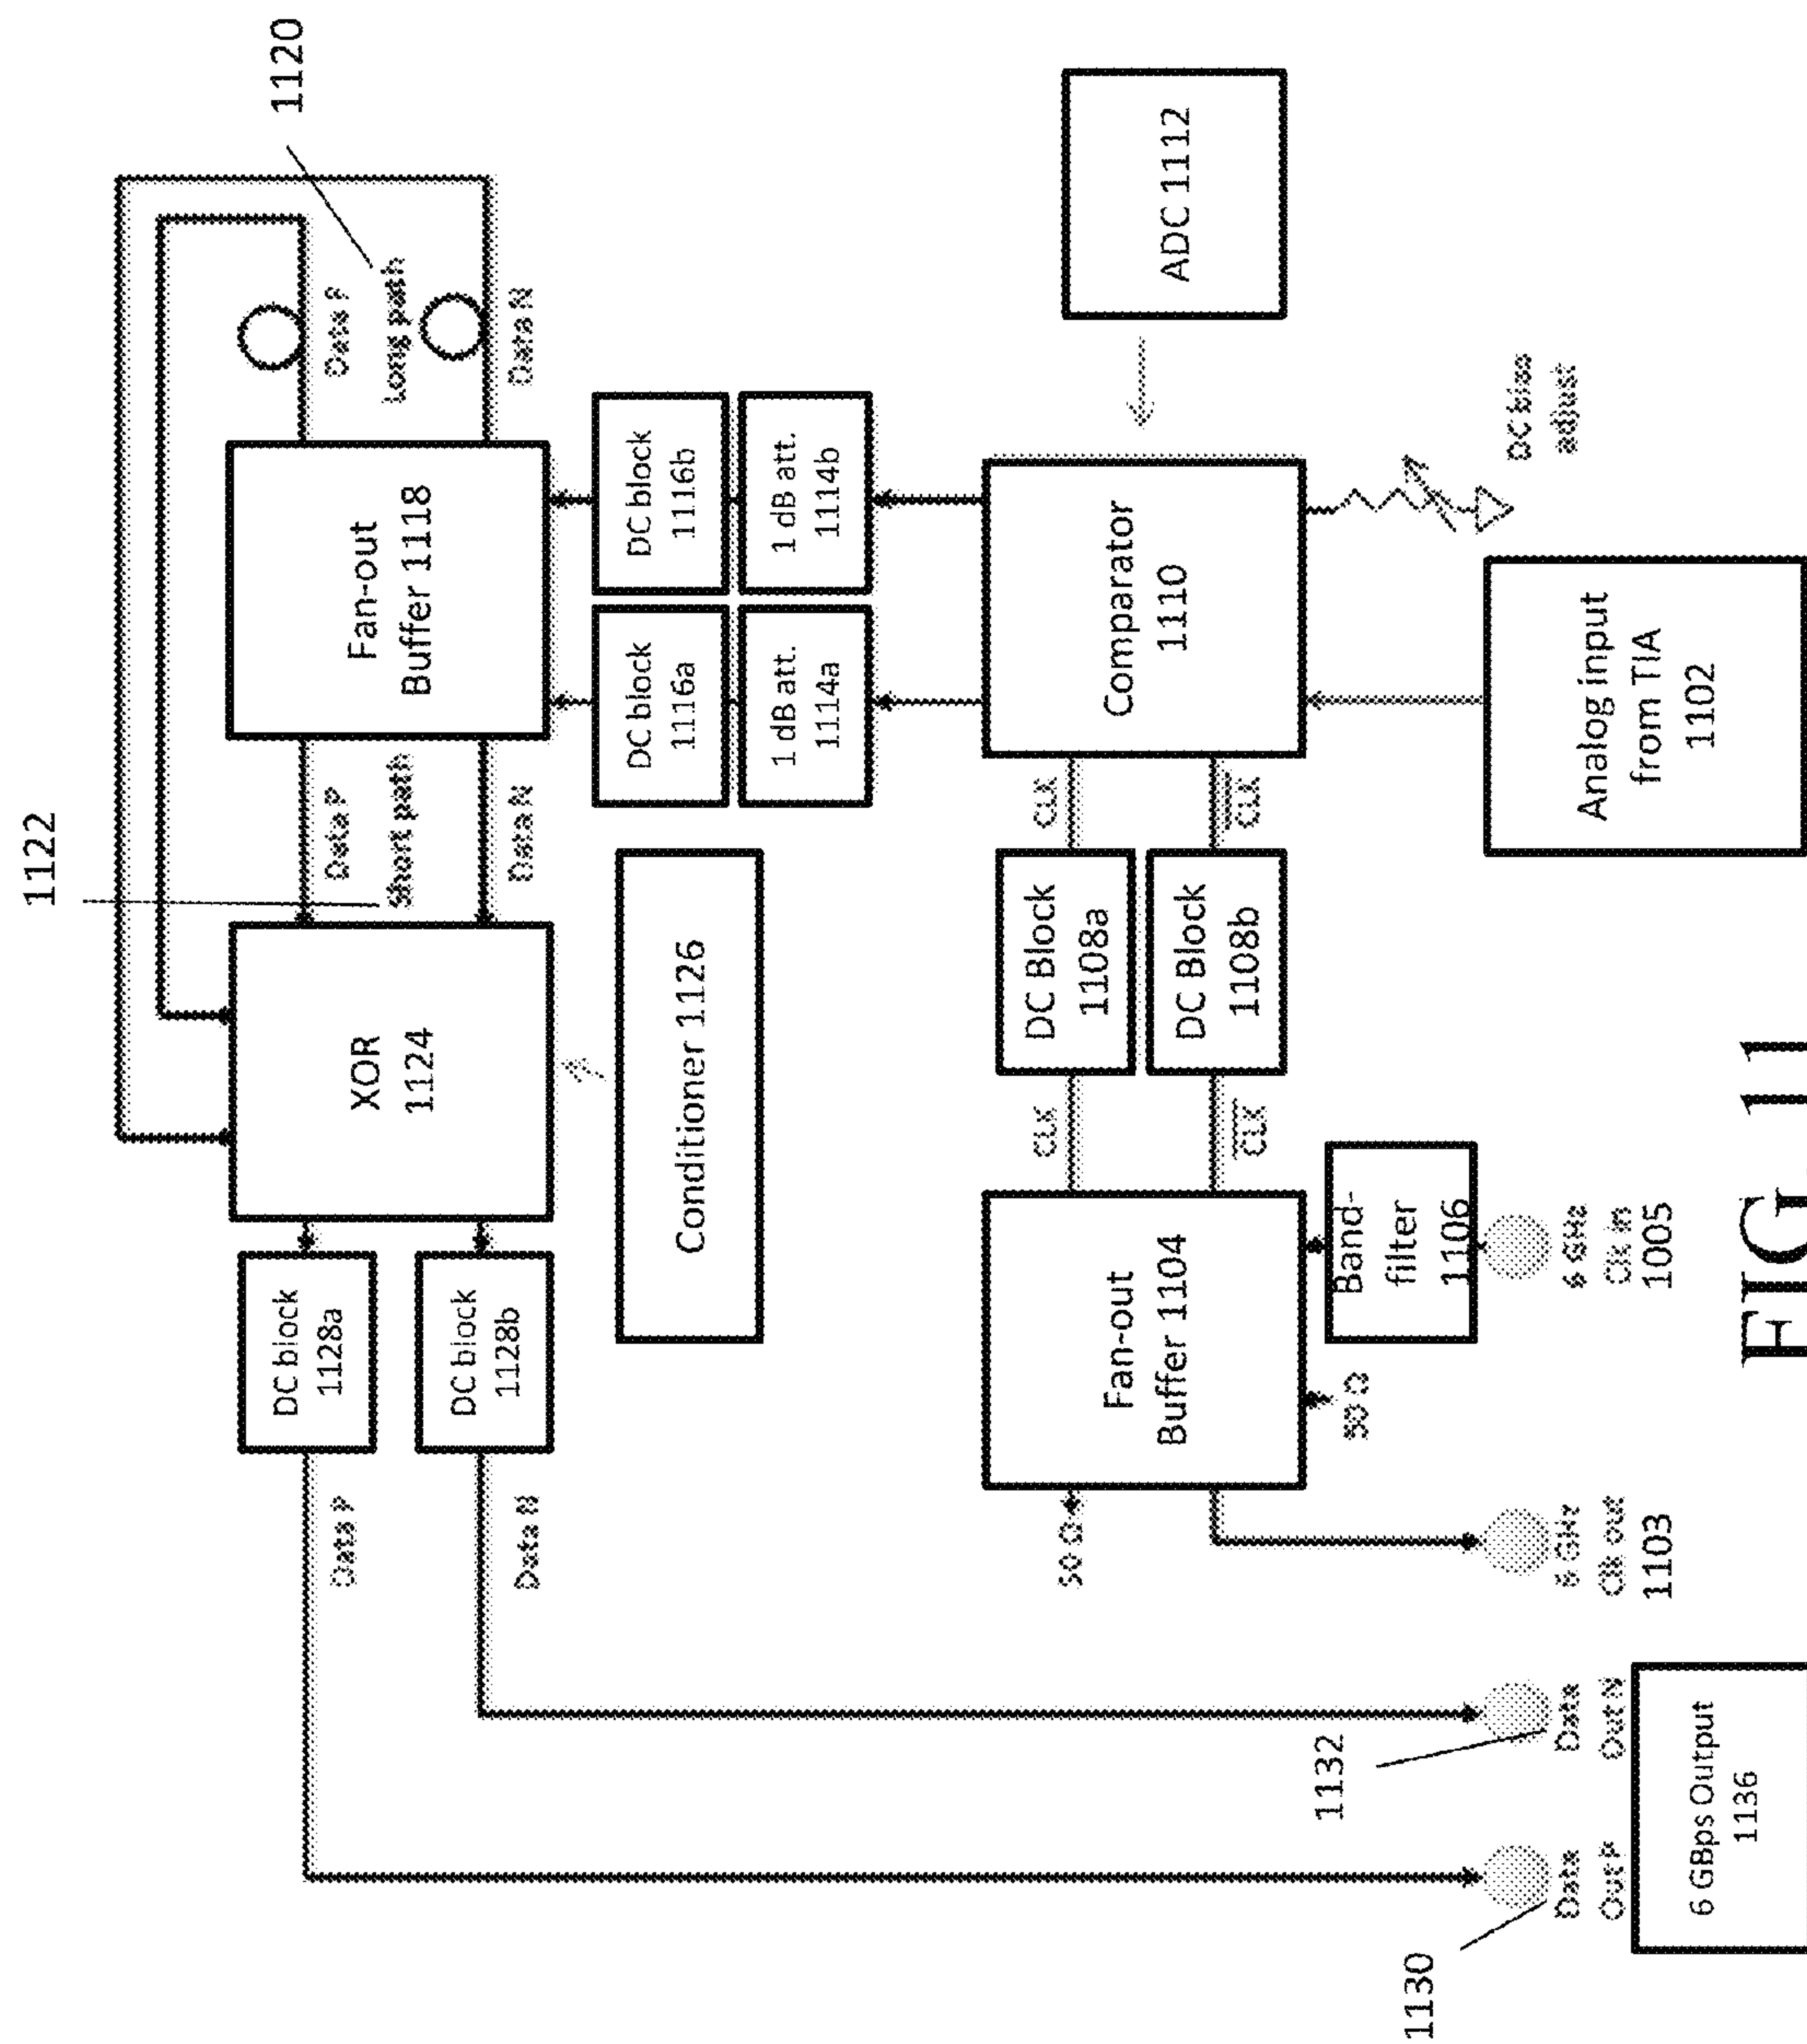 1122
1120
DC block
1128a
Data P
XOR
1124
Data P
Short path
Data N
Fan-out
Buffer 1118
Data P
Long path
Data N
DC block
1128b
Data N
Conditioner 1126
DC block
1116a
DC block
1116b
1 dB att.
1114a
1 dB att.
1114b
50 Ω
Fan-out
Buffer 1104
CLK
CLK
DC Block
1108a
DC Block
1108b
CLK
CLK
Comparator
1110
ADC 1112
50 Ω
Band-
filter
1106
DC bias
adjust
1130
1132
Data
Out P
Data
Out N
6 GHz
Clk out
1103
6 GHz
Clk in
1005
Analog input
from TIA
1102
6 GBps Output
1136
FIG. 11